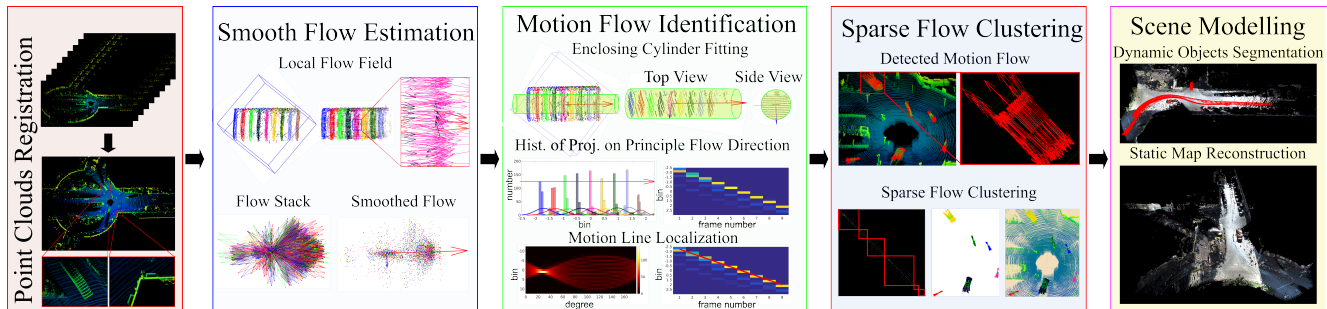 Point Clouds Registration
Smooth Flow Estimation
Local Flow Field
Flow Stack
Smoothed Flow
Motion Flow Identification
Enclosing Cylinder Fitting
Top View
Side View
Hist. of Proj. on Principle Flow Direction
number
bin
bin
frame number
Motion Line Localization
bin
degree
bin
frame number
Sparse Flow Clustering
Detected Motion Flow
Sparse Flow Clustering
Scene Modelling
Dynamic Objects Segmentation
Static Map Reconstruction